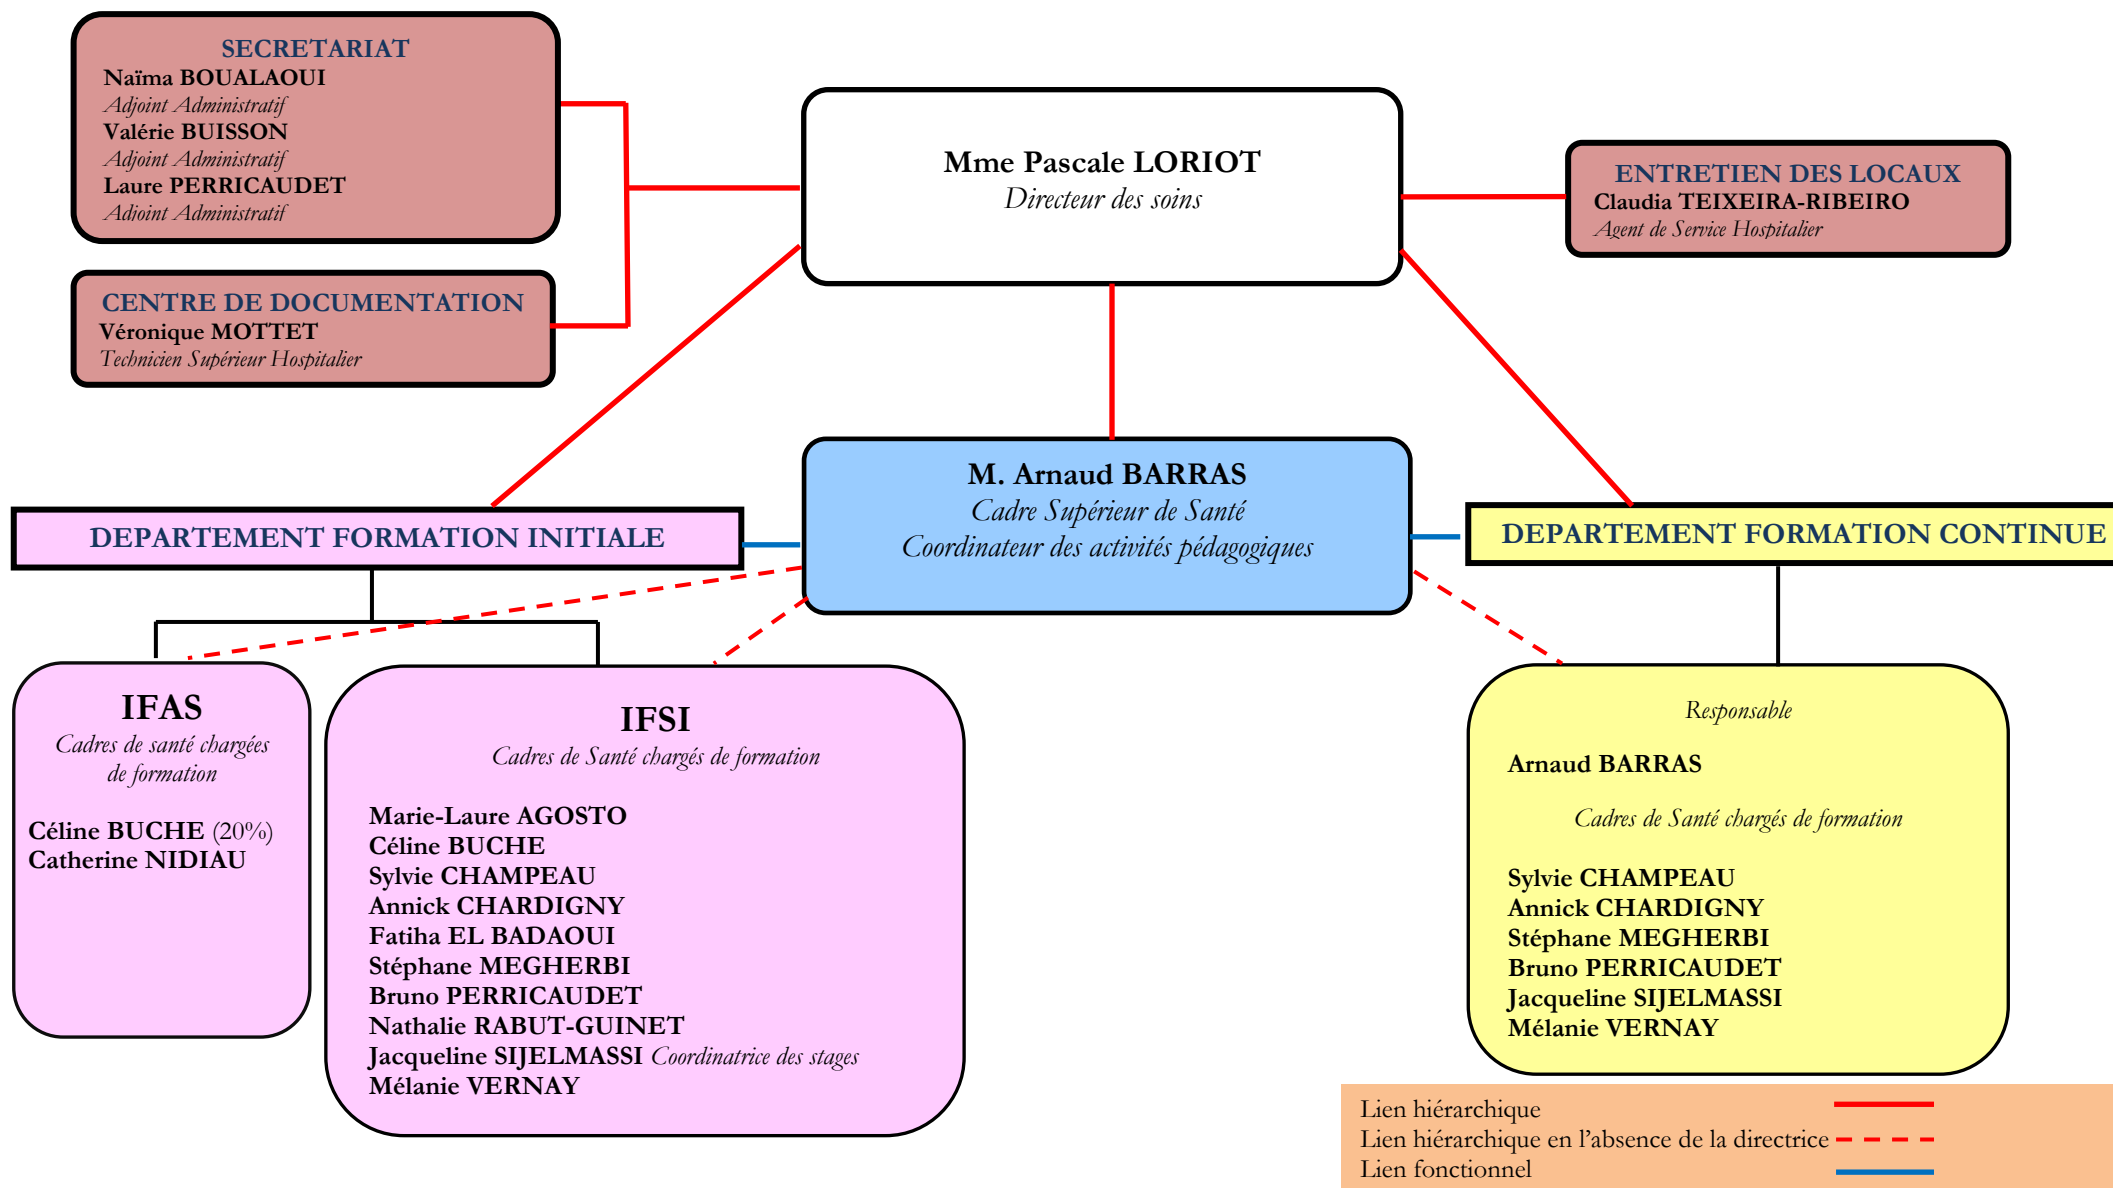 SECRETARIAT
Naïma BOUALAOUI
Adjoint Administratif
Valérie BUISSON
Adjoint Administratif
Laure PERRICAUDET
Adjoint Administratif
Mme Pascale LORIOT
Directeur des soins
ENTRETIEN DES LOCAUX
Claudia TEIXEIRA-RIBEIRO
Agent de Service Hospitalier
CENTRE DE DOCUMENTATION
Véronique MOTTET
Technicien Supérieur Hospitalier
M. Arnaud BARRAS
Cadre Supérieur de Santé
Coordinateur des activités pédagogiques
DEPARTEMENT FORMATION INITIALE
DEPARTEMENT FORMATION CONTINUE
IFAS
Cadres de santé chargées
de formation
Céline BUCHE (20%)
Catherine NIDIAU
IFSI
Cadres de Santé chargés de formation
Marie-Laure AGOSTO
Céline BUCHE
Sylvie CHAMPEAU
Annick CHARDIGNY
Fatiha EL BADAOUI
Stéphane MEGHERBI
Bruno PERRICAUDET
Nathalie RABUT-GUINET
Jacqueline SIJELMASSI Coordinatrice des stages
Mélanie VERNAY
Responsable
Arnaud BARRAS
Cadres de Santé chargés de formation
Sylvie CHAMPEAU
Annick CHARDIGNY
Stéphane MEGHERBI
Bruno PERRICAUDET
Jacqueline SIJELMASSI
Mélanie VERNAY
Lien hiérarchique
Lien hiérarchique en l'absence de la directrice
Lien fonctionnel